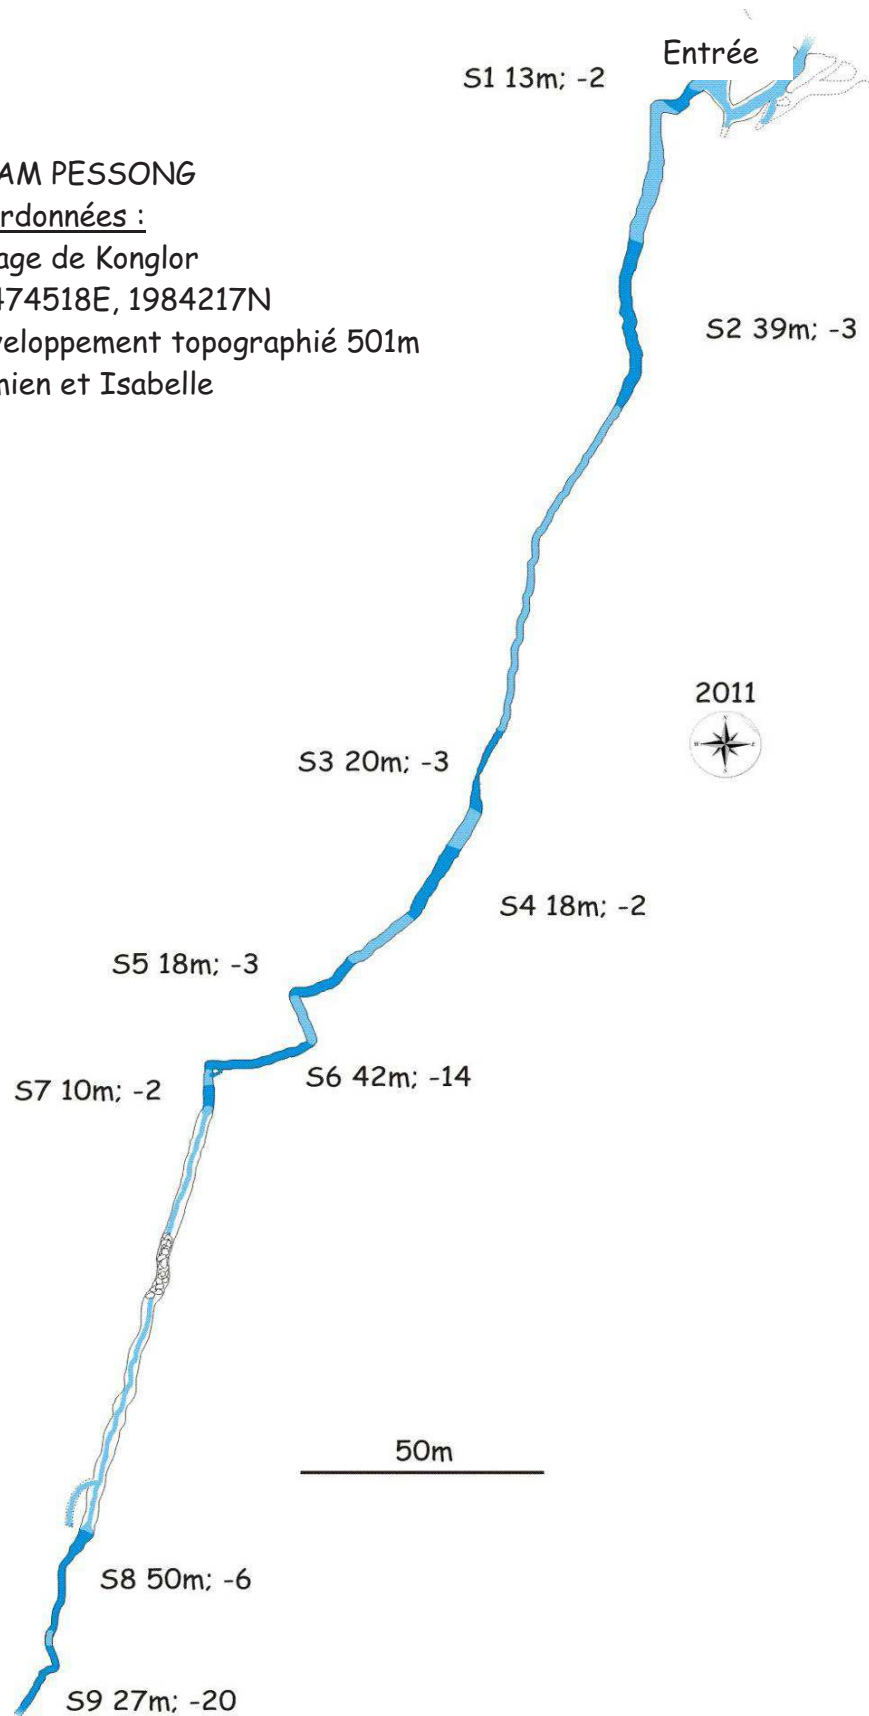 Entrée
S1 13m; -2
AM PESSONG
rdonnées :
age de Konglor
474518E, 1984217N
veloppement topographié 501m
nien et Isabelle
S2 39m; -3
2011
N
W E
S
S3 20m; -3
S4 18m; -2
S5 18m; -3
S6 42m; -14
S7 10m; -2
50m
S8 50m; -6
S9 27m; -20